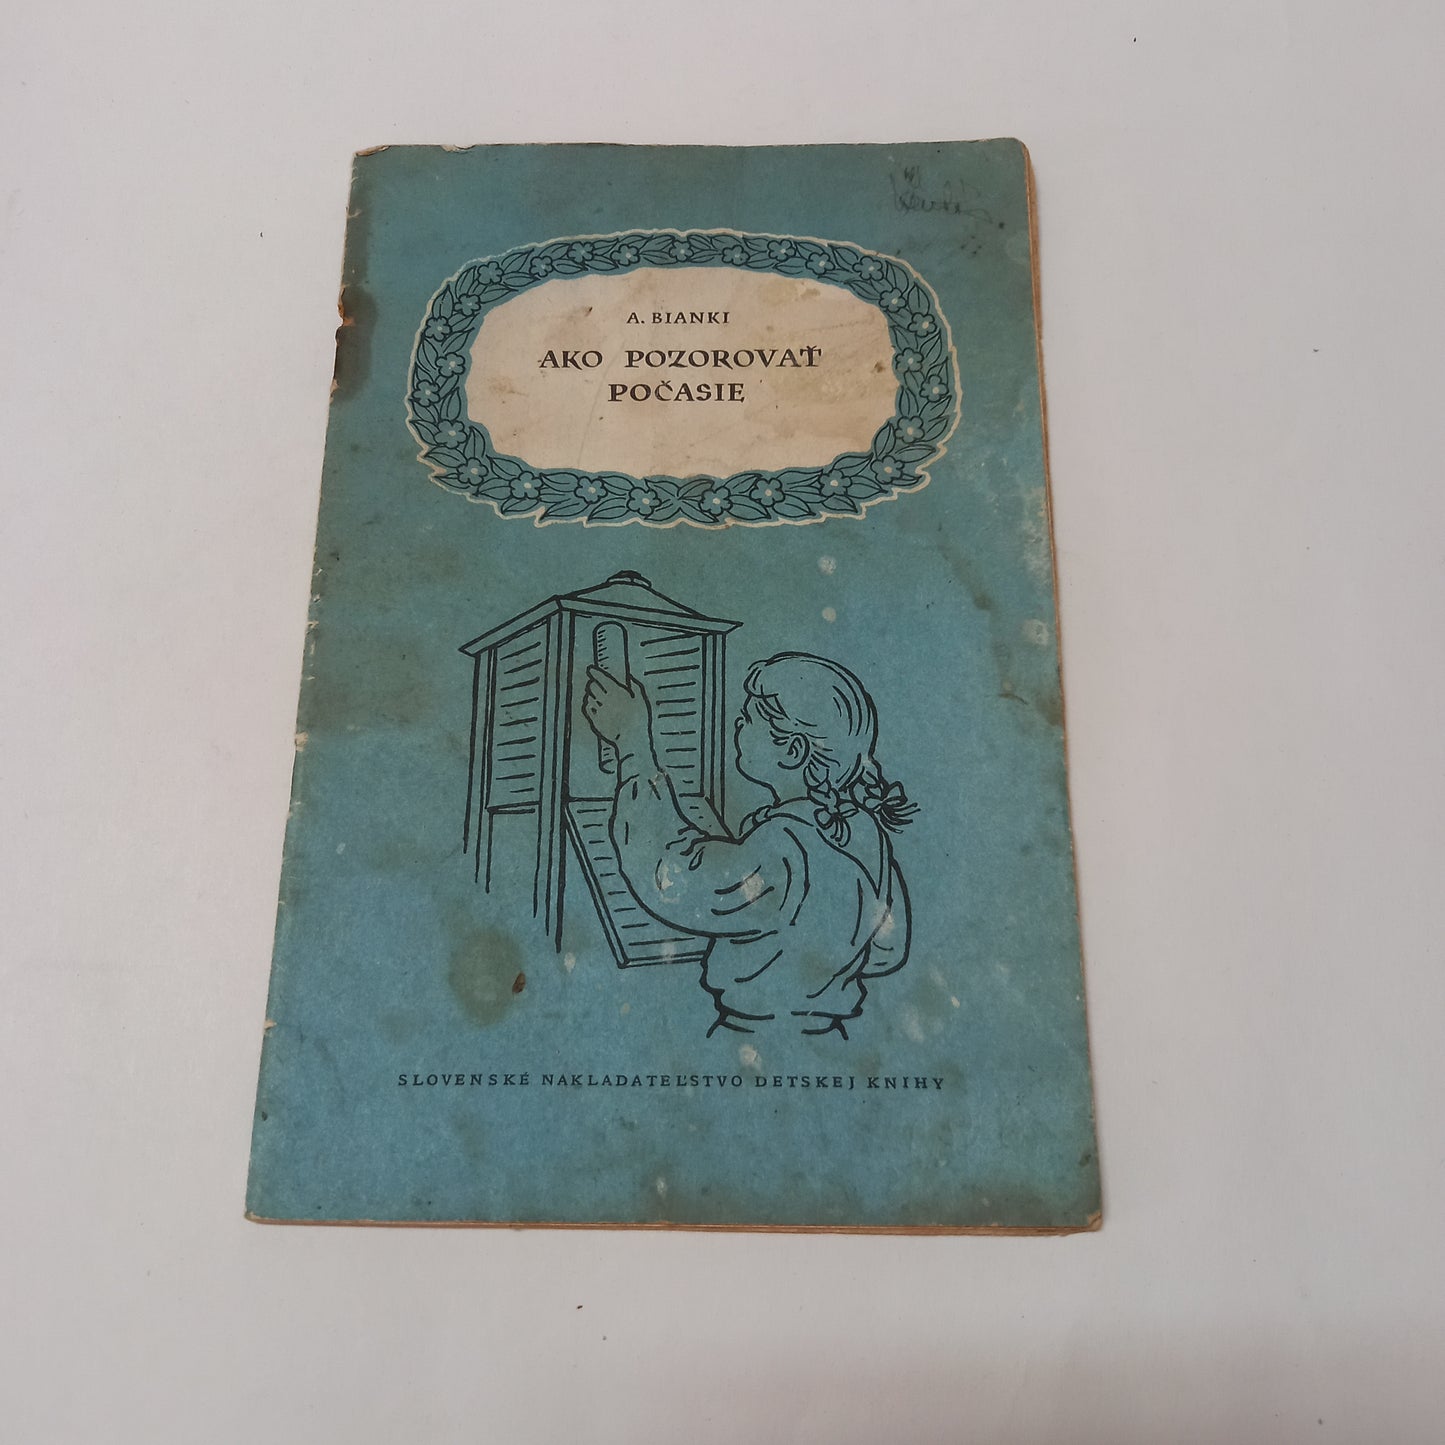 A. BIANKI
AKO POZOROVAŤ
POČASIE
SLOVENSKÉ NAKLADATEĽSTVO DETSKEJ KNIHY